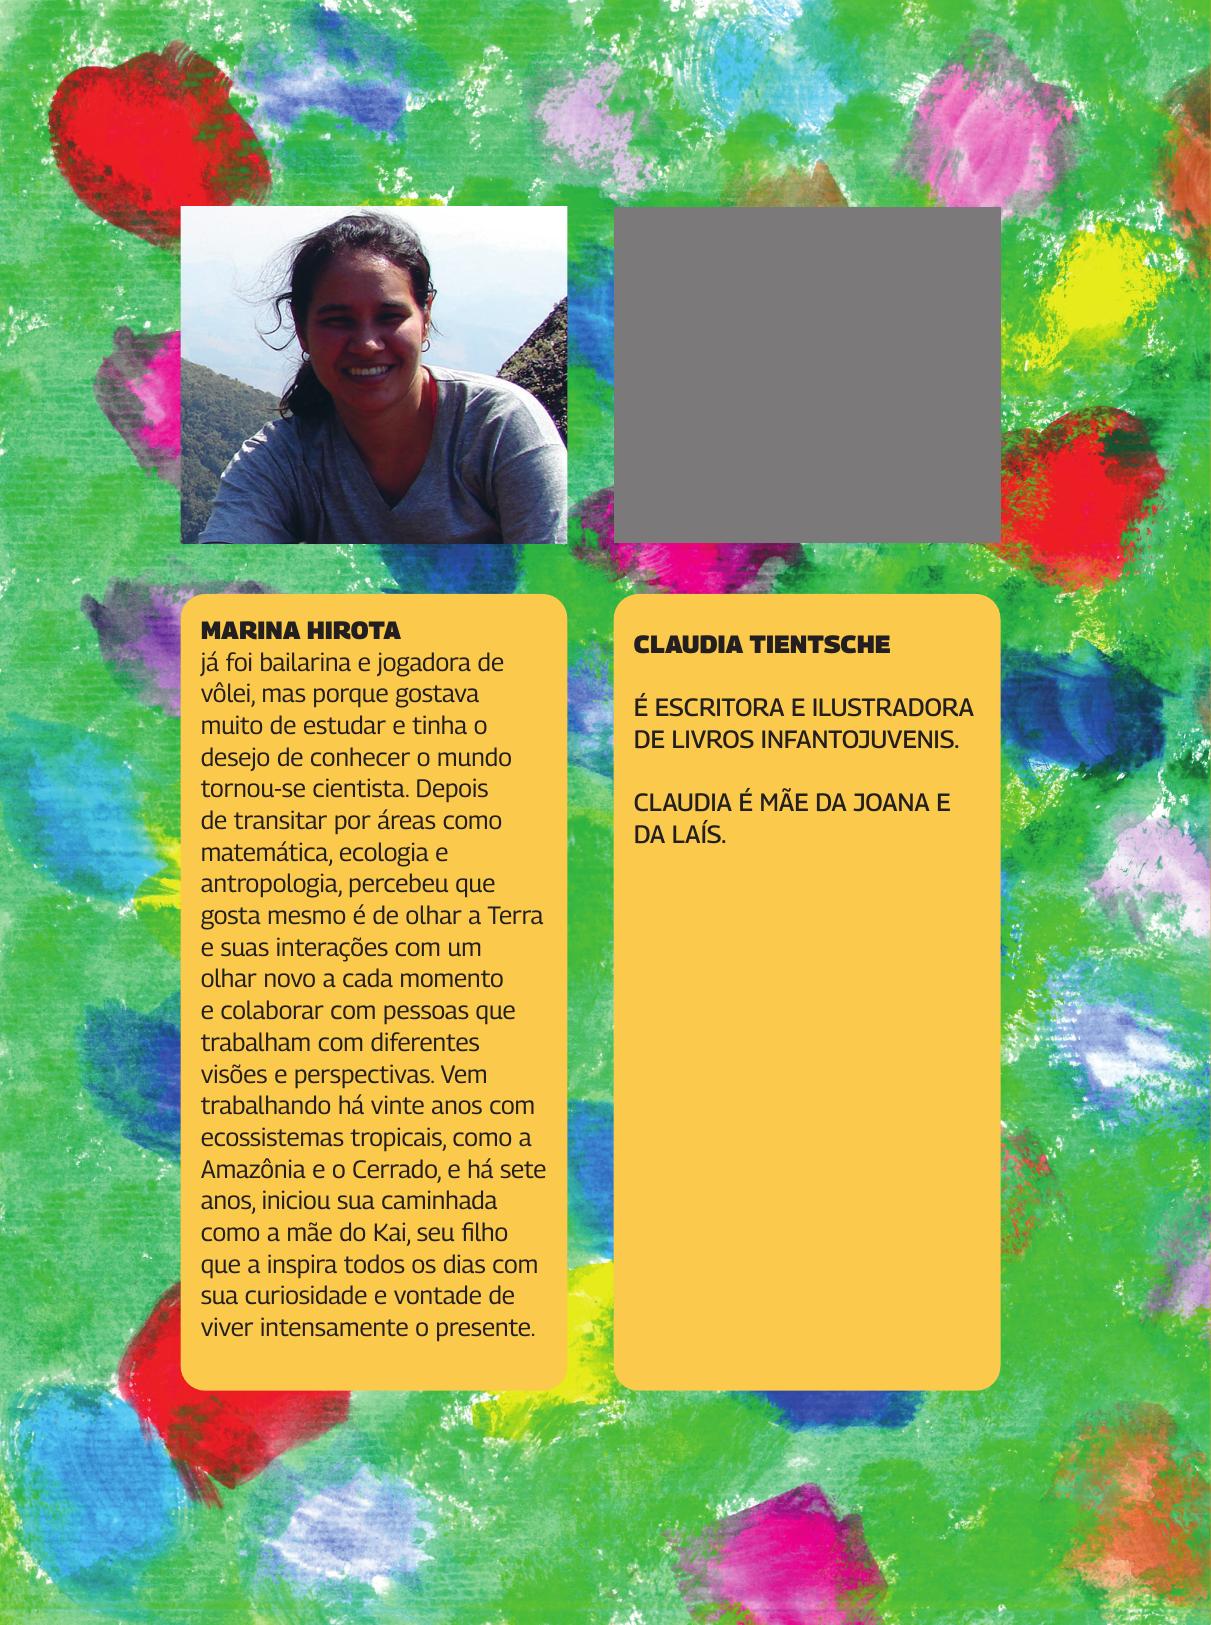 MARINA HIROTA
já foi bailarina e jogadora de
vôlei, mas porque gostava
muito de estudar e tinha o
desejo de conhecer o mundo
tornou-se cientista. Depois
de transitar por áreas como
matemática, ecologia e
antropologia, percebeu que
gosta mesmo é de olhar a Terra
e suas interações com um
olhar novo a cada momento
e colaborar com pessoas que
trabalham com diferentes
visões e perspectivas. Vem
trabalhando há vinte anos com
ecossistemas tropicais, como a
Amazônia e o Cerrado, e há sete
anos, iniciou sua caminhada
como a mãe do Kai, seu filho
que a inspira todos os dias com
sua curiosidade e vontade de
viver intensamente o presente.
CLAUDIA TIENTSCHE
É ESCRITORA E ILUSTRADORA
DE LIVROS INFANTOJUVENIS.
CLAUDIA É MÃE DA JOANA E
DA LAÍS.